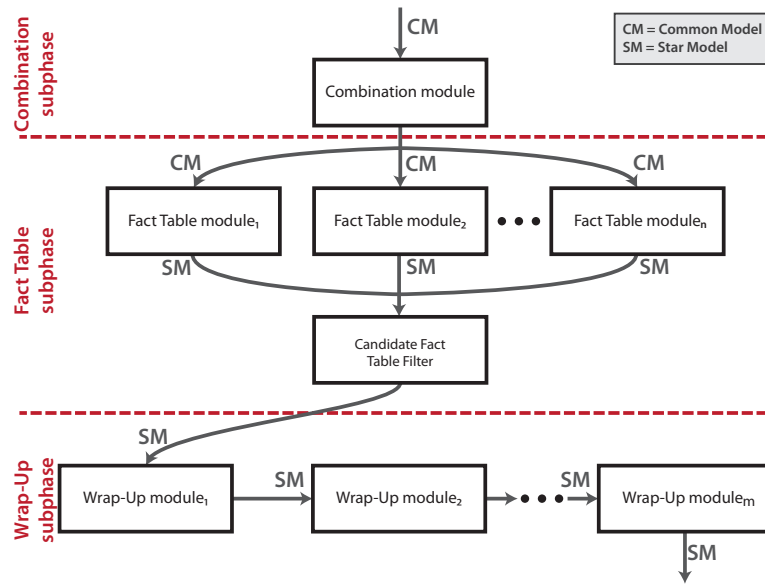 CM
CM = Common Model
SM = Star Model
Combination
subphase
Combination module
CM
CM
CM
Fact Table
subphase
Fact Table module₁
Fact Table module₂
Fact Table moduleₙ
SM
SM
SM
Candidate Fact
Table Filter
SM
Wrap-Up
subphase
Wrap-Up module₁
SM
Wrap-Up module₂
SM
Wrap-Up moduleₘ
SM